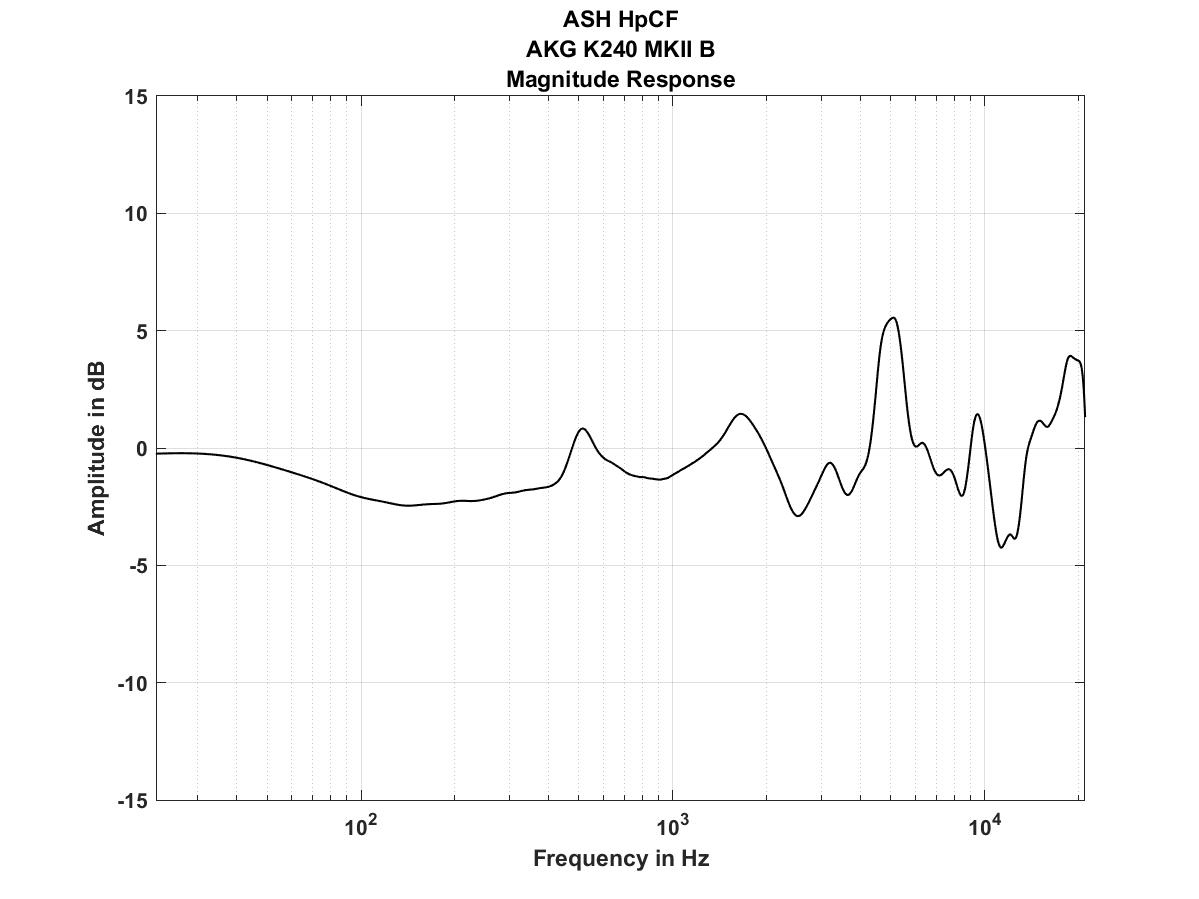 ASH HpCF
AKG K240 MKII B
Magnitude Response
15
10
5
0
-5
-10
-15
Amplitude in dB
10²
10³
10⁴
Frequency in Hz